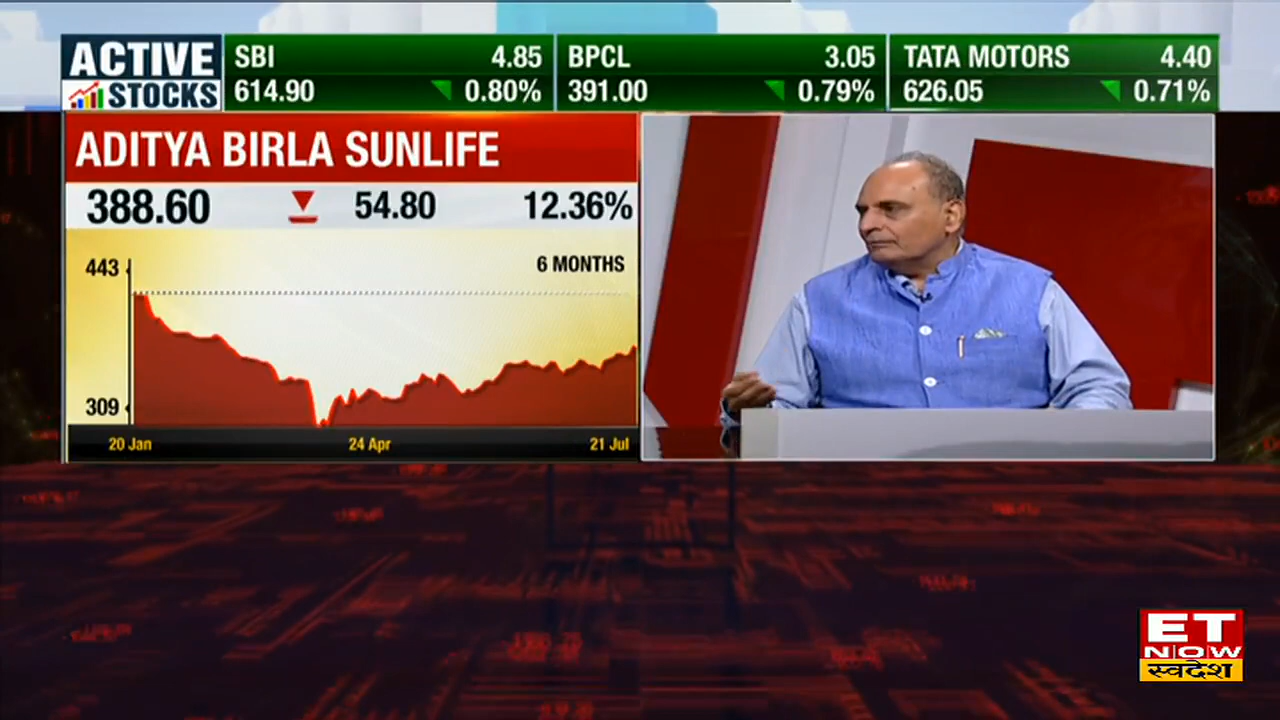 ACTIVE
STOCKS
SBI 4.85
614.90 0.80%
BPCL 3.05
391.00 0.79%
TATA MOTORS 4.40
626.05 0.71%
ADITYA BIRLA SUNLIFE
388.60 54.80 12.36%
6 MONTHS
443
309
20 Jan 24 Apr 21 Jul
ET
NOW
स्वदेश